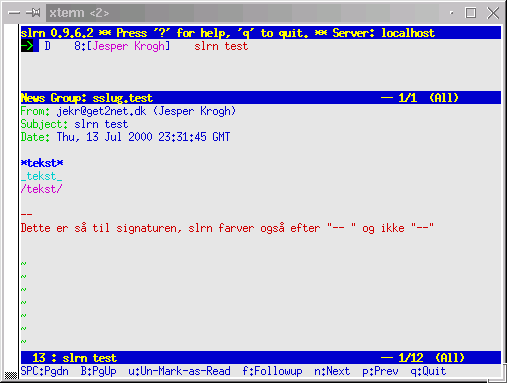 xterm <2>
slrn 0.9.6.2 ** Press '?' for help, 'q' to quit. ** Server: localhost
-> D 8:[Jesper Krogh] slrn test
News Group: sslug.test -- 1/1 (All)
From: jekr@get2net.dk (Jesper Krogh)
Subject: slrn test
Date: Thu, 13 Jul 2000 23:31:45 GMT
*tekst*
_tekst_
/tekst/
--
Dette er så til signaturen, slrn farver også efter "-- " og ikke "--"
~
~
~
~
~
~
~
13 : slrn test -- 1/12 (All)
SPC:Pgdn B:PgUp u:Un-Mark-as-Read f:Followup n:Next p:Prev q:Quit